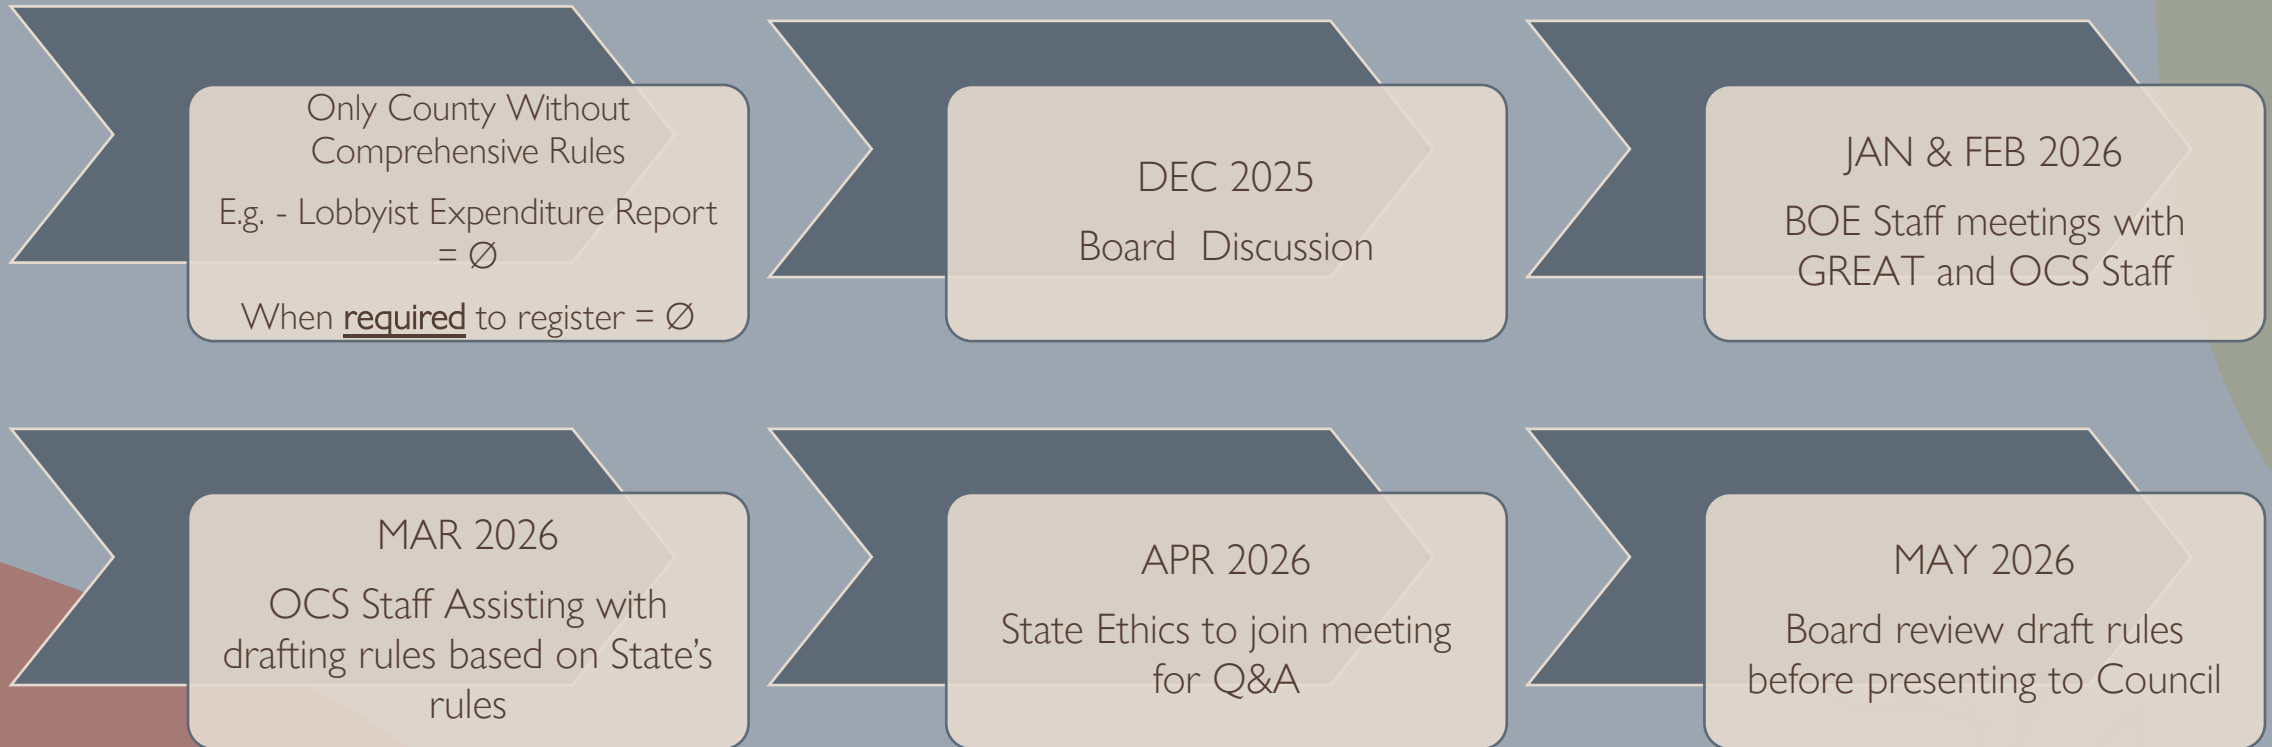 Only County Without
Comprehensive Rules
E.g. - Lobbyist Expenditure Report
= Ø
When required to register = Ø
DEC 2025
Board  Discussion
JAN & FEB 2026
BOE Staff meetings with
GREAT and OCS Staff
MAR 2026
OCS Staff Assisting with
drafting rules based on State’s
rules
APR 2026
State Ethics to join meeting
for Q&A
MAY 2026
Board review draft rules
before presenting to Council